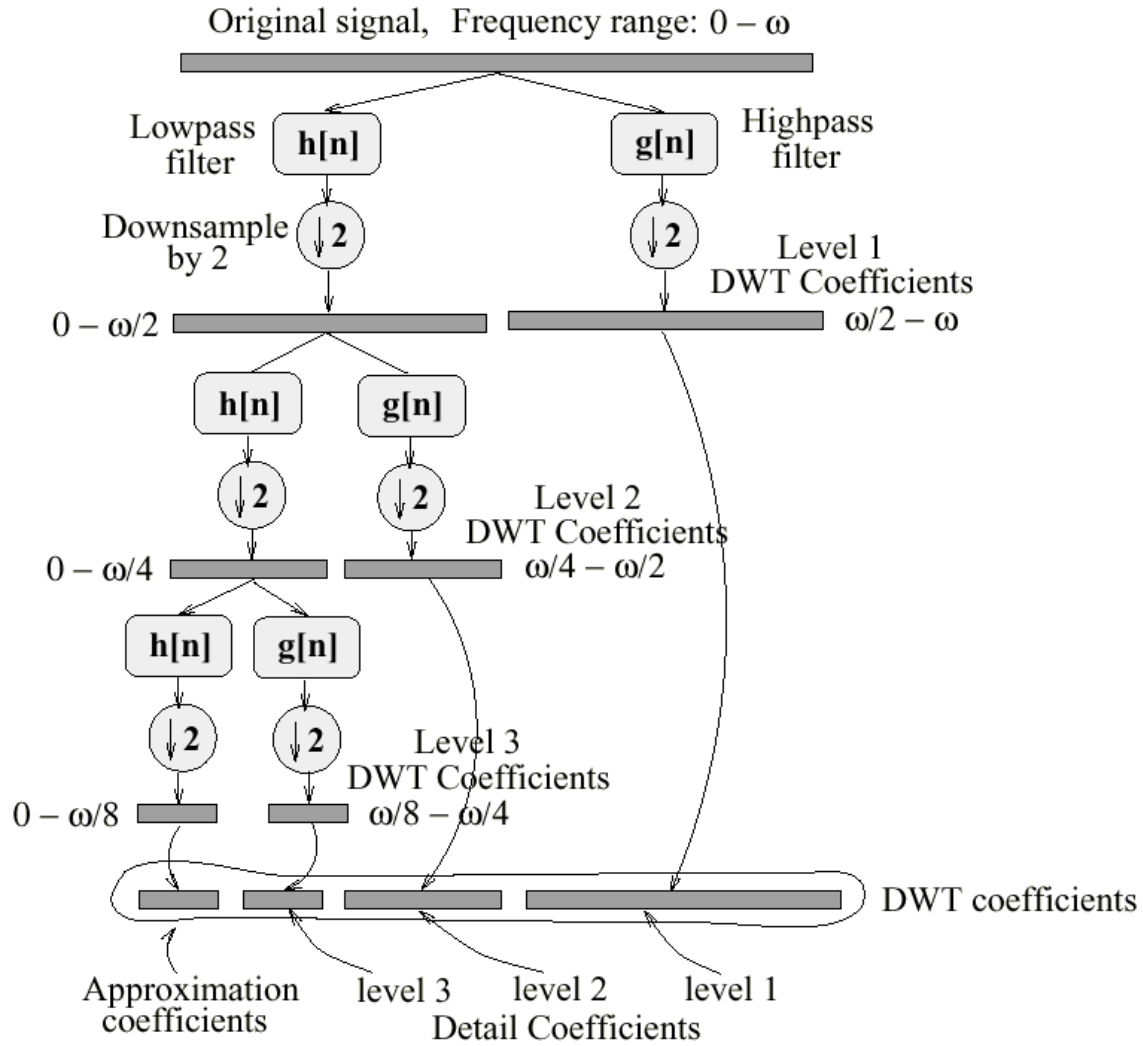 Original signal, Frequency range: 0 – ω
Lowpass
filter
h[n]
g[n]
Highpass
filter
Downsample
by 2
↓ 2
↓ 2
Level 1
DWT Coefficients
0 – ω/2
ω/2 – ω
h[n]
g[n]
↓ 2
↓ 2
Level 2
DWT Coefficients
0 – ω/4
ω/4 – ω/2
h[n]
g[n]
↓ 2
↓ 2
Level 3
DWT Coefficients
0 – ω/8
ω/8 – ω/4
DWT coefficients
Approximation
coefficients
level 3
level 2
level 1
Detail Coefficients